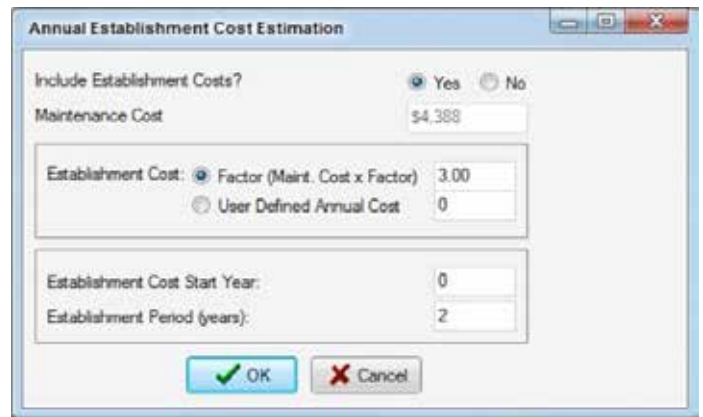 Annual Establishment Cost Estimation
Include Establishment Costs? Yes No
Maintenance Cost $4,388
Establishment Cost: Factor (Maint. Cost x Factor) 3.00
User Defined Annual Cost 0
Establishment Cost Start Year: 0
Establishment Period (years): 2
OK Cancel